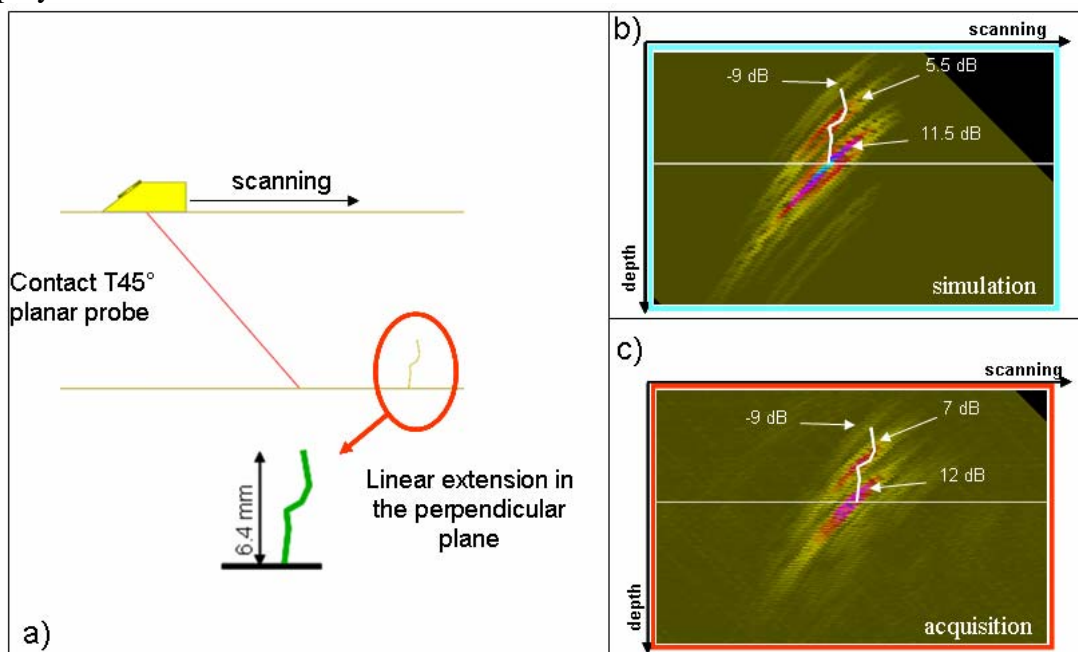 a)
scanning
Contact T45°
planar probe
6.4 mm
Linear extension in
the perpendicular
plane
b)
scanning
-9 dB
5.5 dB
11.5 dB
depth
simulation
c)
scanning
-9 dB
7 dB
12 dB
depth
acquisition